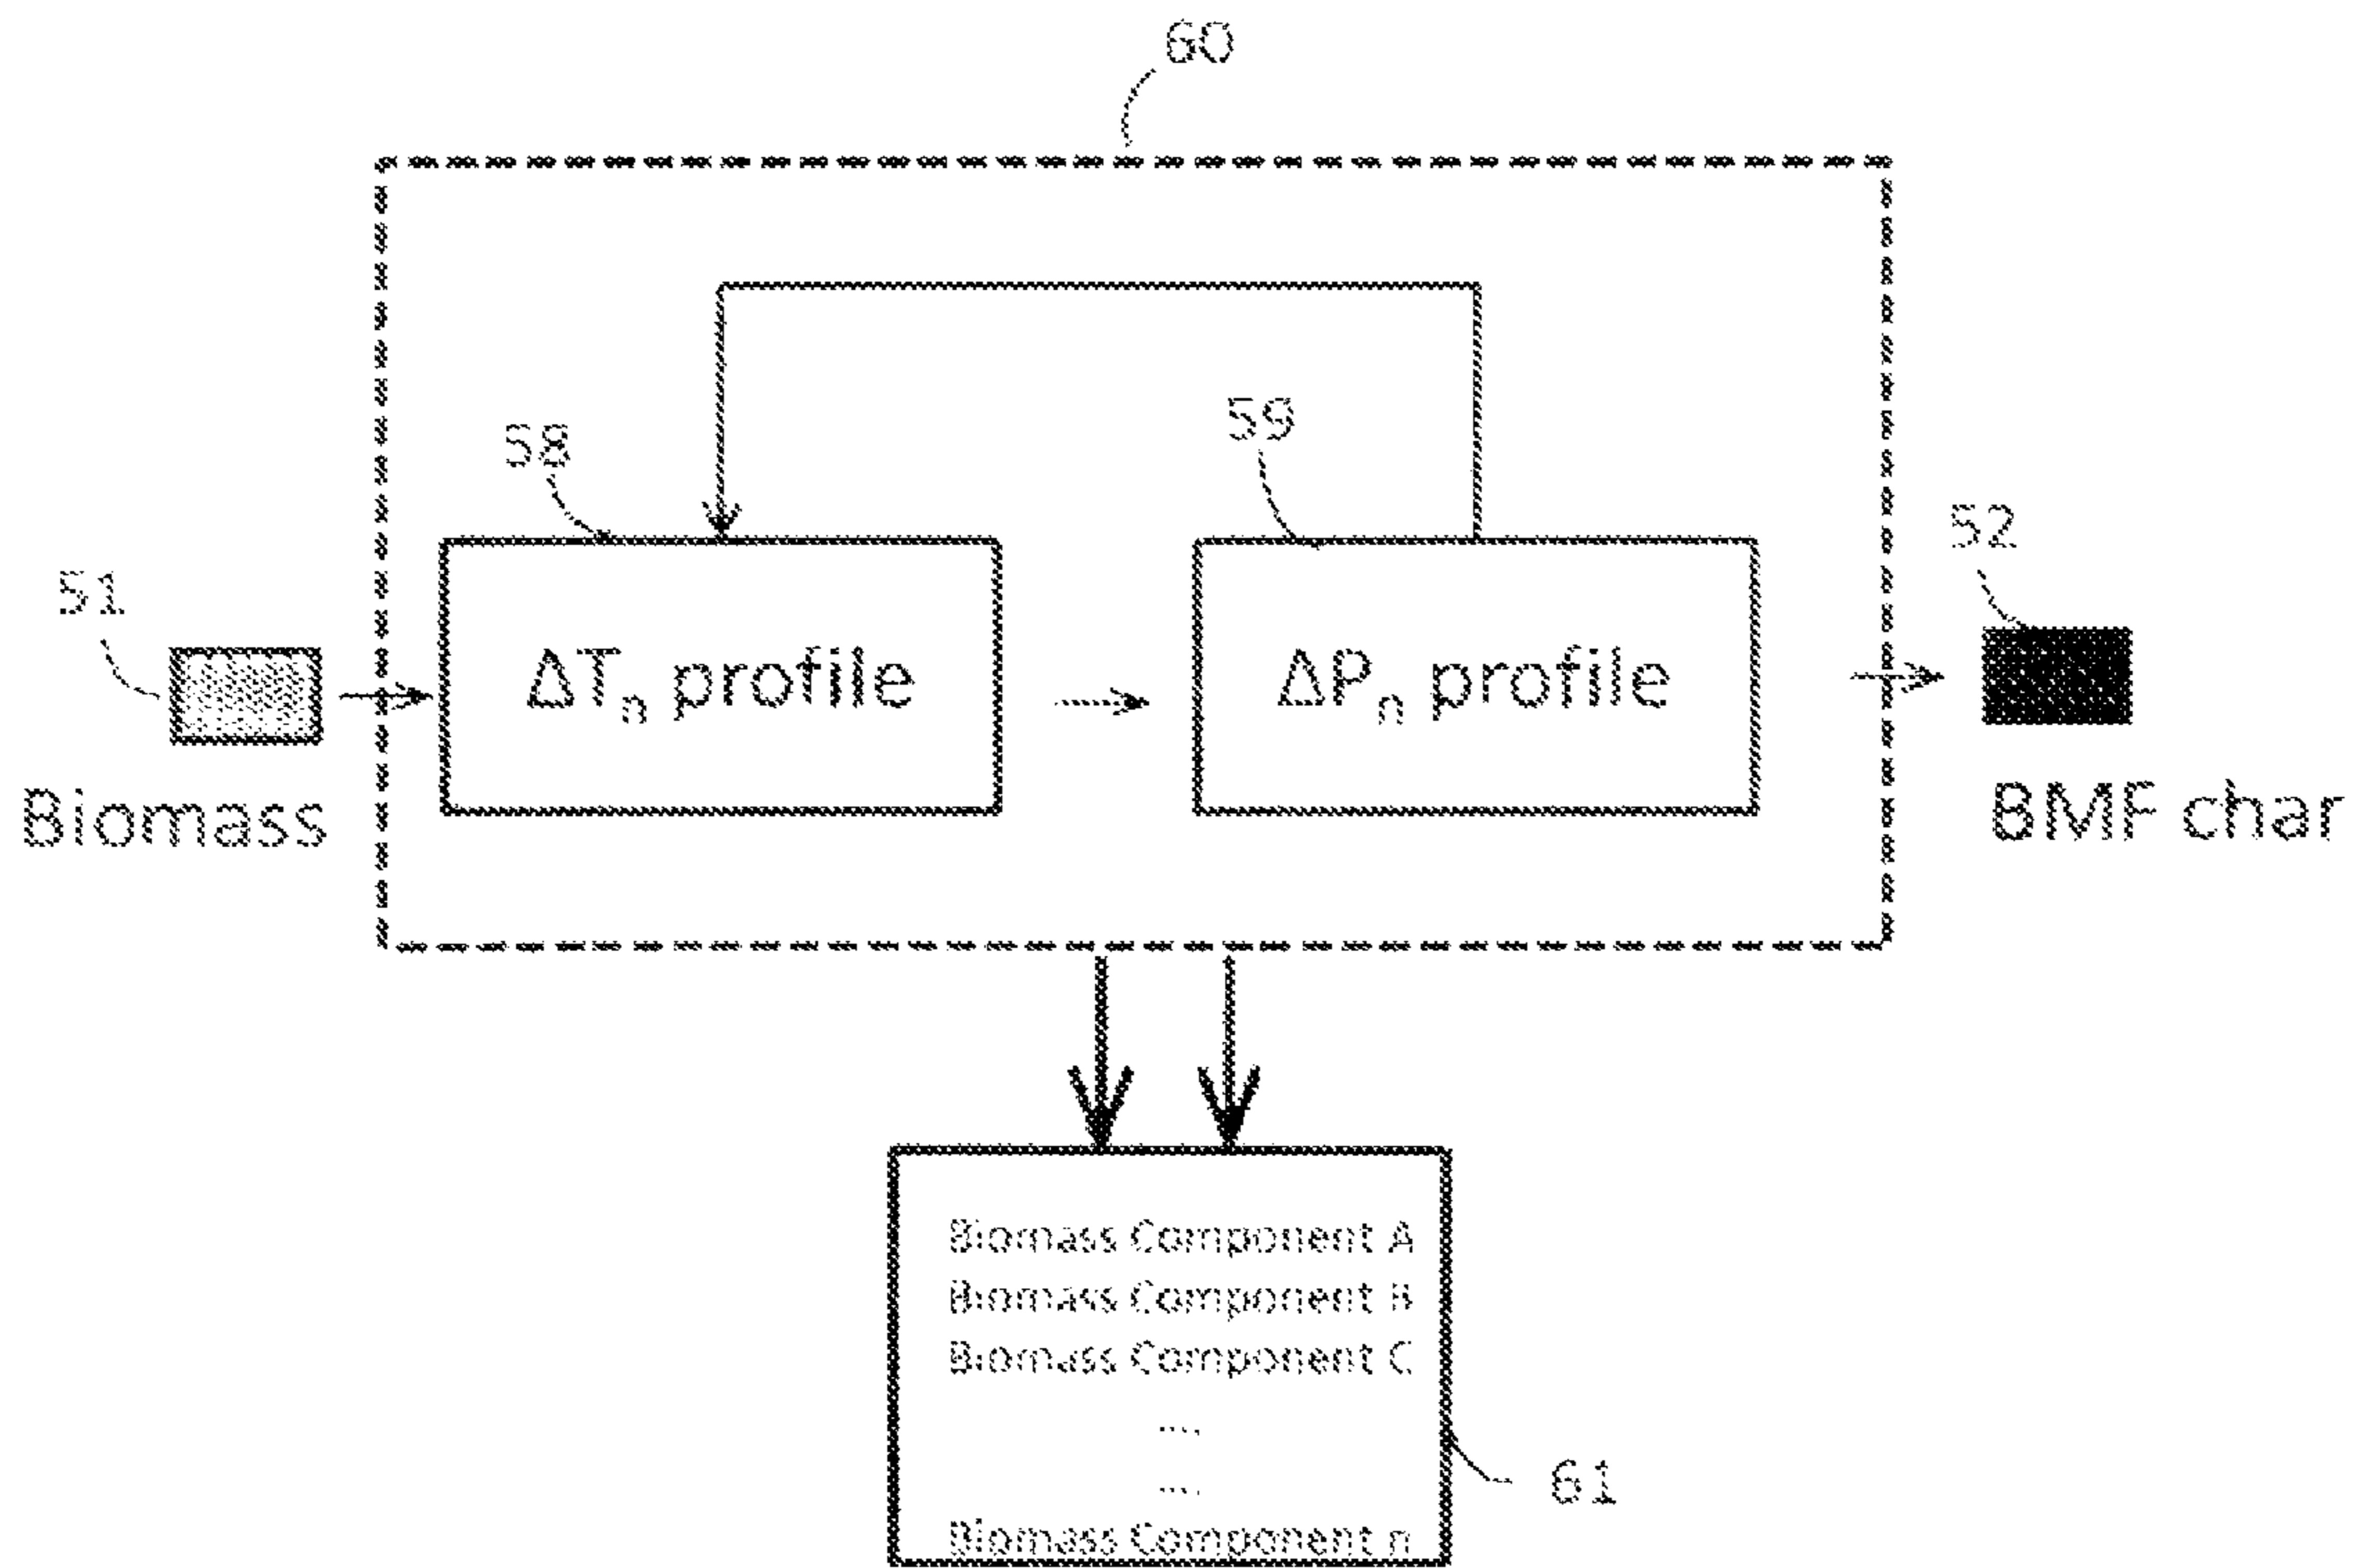 60
58
59
52
51
ΔTₙ profile
ΔPₙ profile
Biomass
BMF char
Biomass Component A
Biomass Component B
Biomass Component C
....
....
Biomass Component n
61